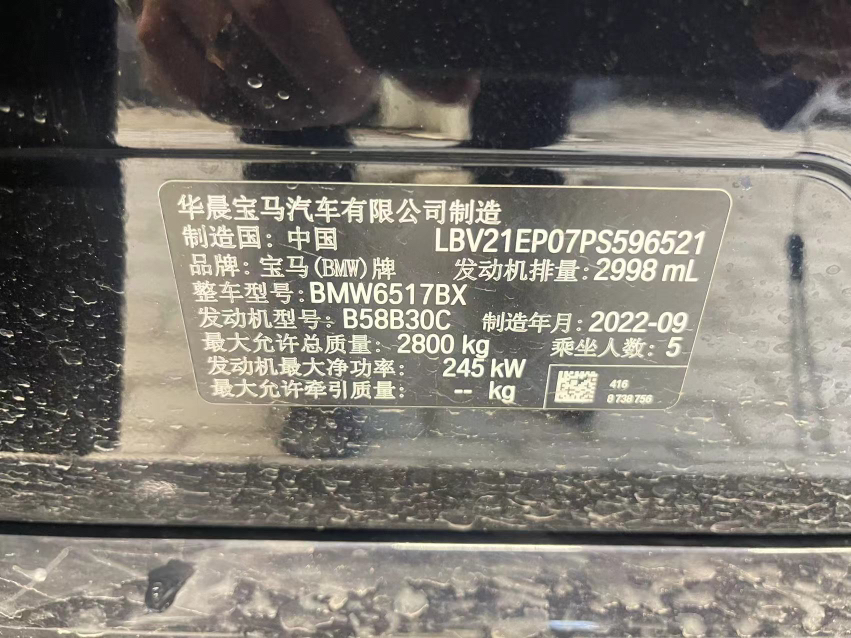 华晨宝马汽车有限公司制造
制造国: 中国 LBV21EP07PS596521
品牌: 宝马(BMW)牌 发动机排量: 2998 mL
整车型号: BMW6517BX
发动机型号: B58B30C 制造年月: 2022-09
最大允许总质量: 2800 kg 乘坐人数: 5
发动机最大净功率: 245 kW
最大允许牵引质量: -- kg
416
8 738 756